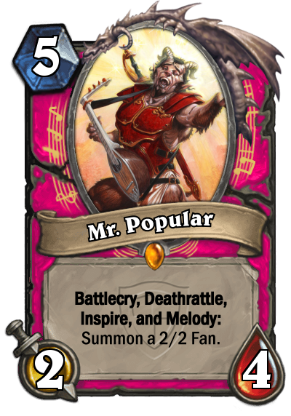 5
Mr. Popular
Battlecry, Deathrattle,
Inspire, and Melody:
Summon a 2/2 Fan.
2
4